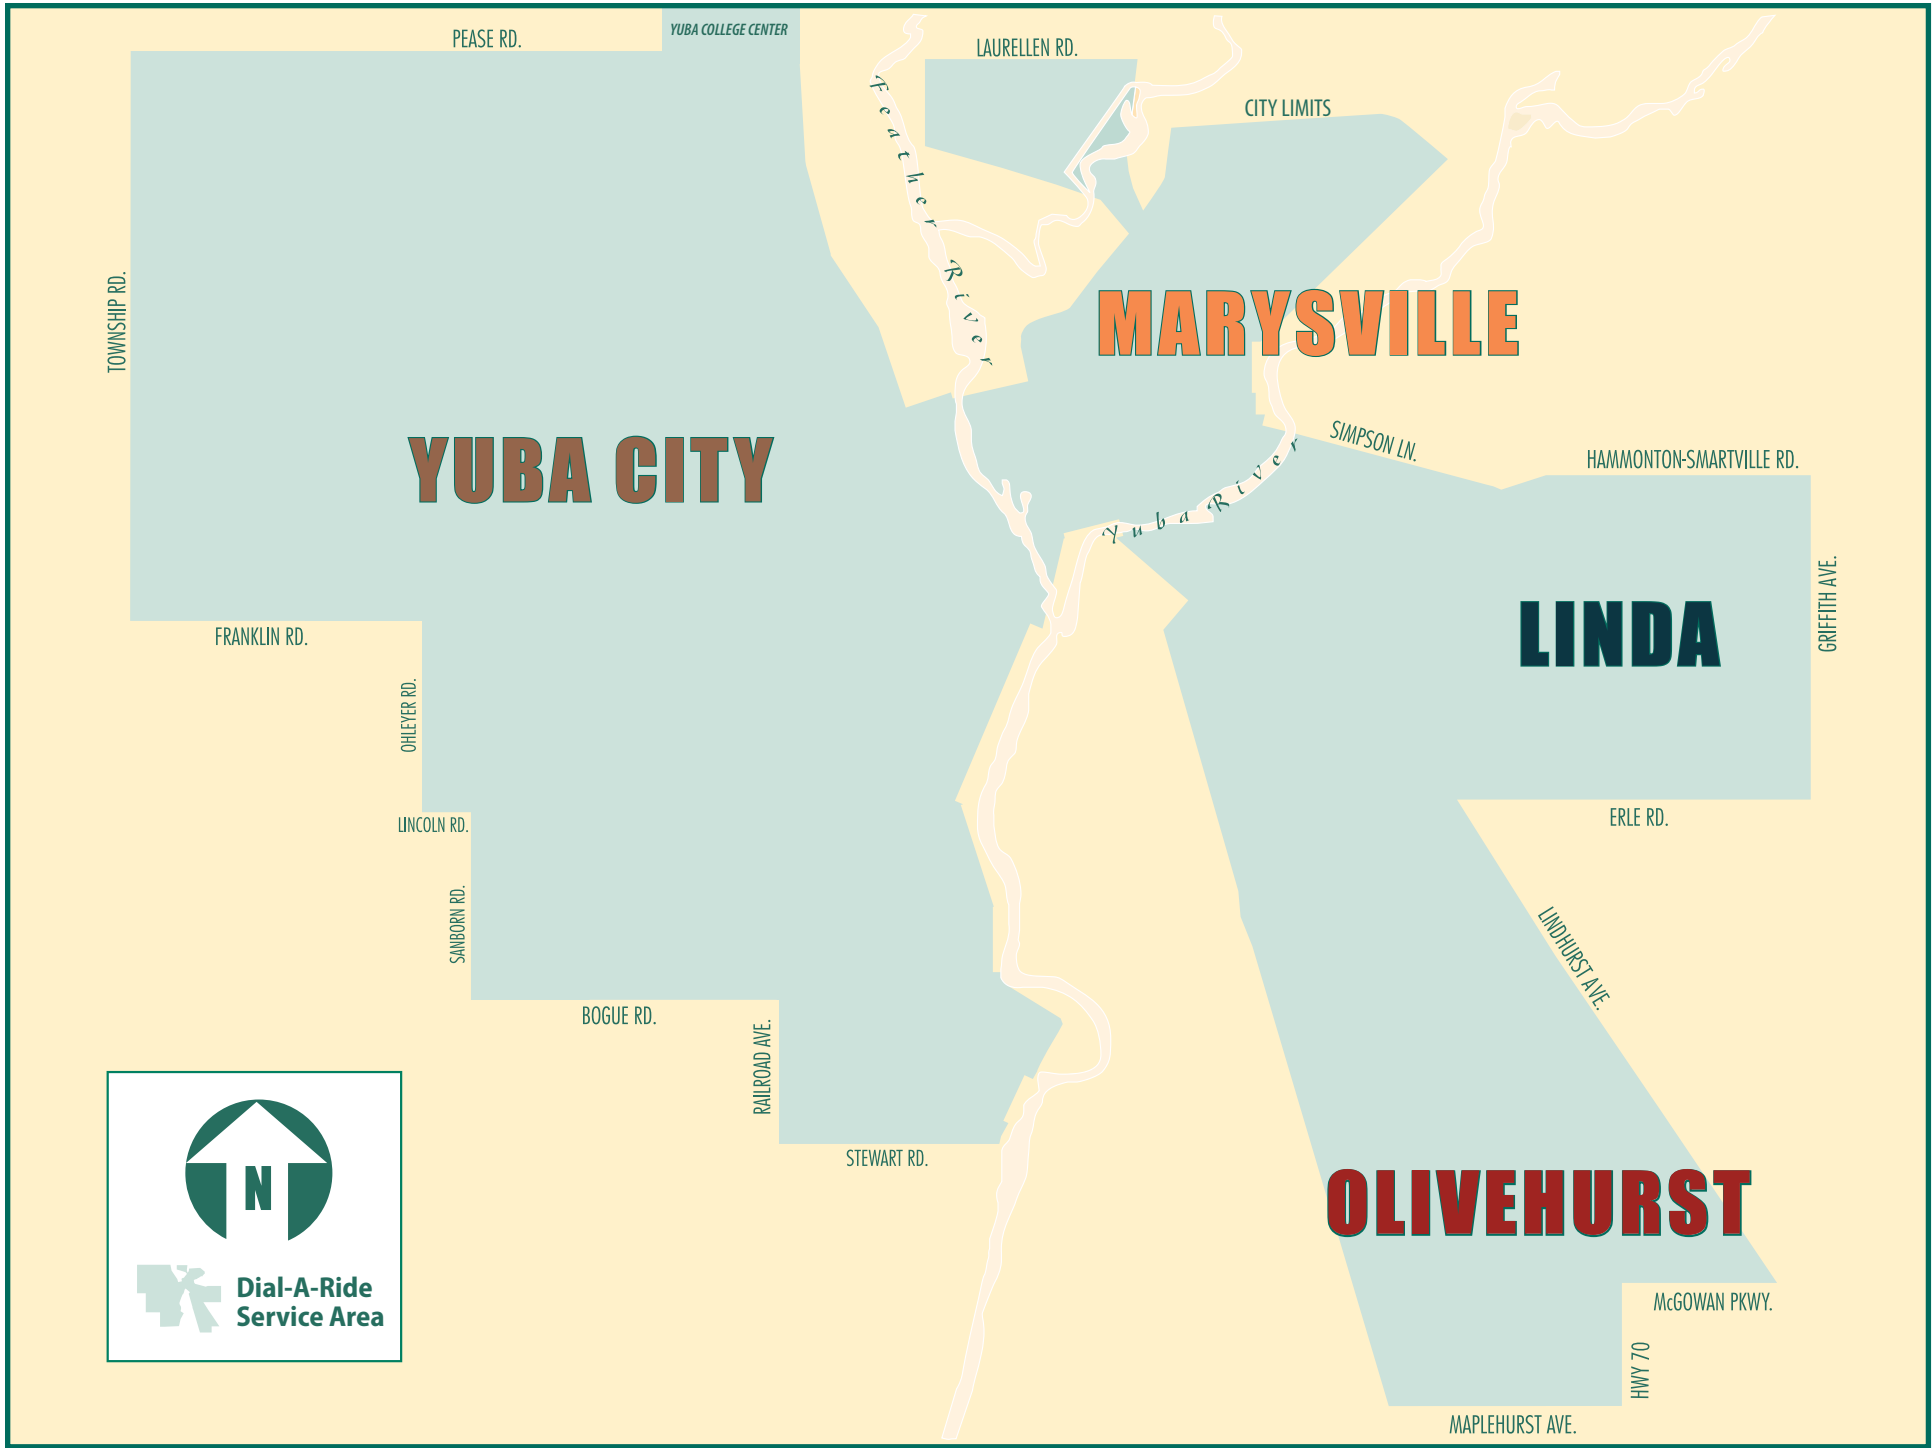 YUBA COLLEGE CENTER
PEASE RD.
LAURELLEN RD.
CITY LIMITS
Feather River
TOWNSHIP RD.
MARYSVILLE
YUBA CITY
SIMPSON LN.
HAMMONTON-SMARTVILLE RD.
Yuba River
GRIFFITH AVE.
LINDA
FRANKLIN RD.
OHLEYER RD.
LINCOLN RD.
ERLE RD.
SANBORN RD.
LINDHURST AVE.
BOGUE RD.
RAILROAD AVE.
STEWART RD.
OLIVEHURST
N
Dial-A-Ride
Service Area
McGOWAN PKWY.
HWY 70
MAPLEHURST AVE.